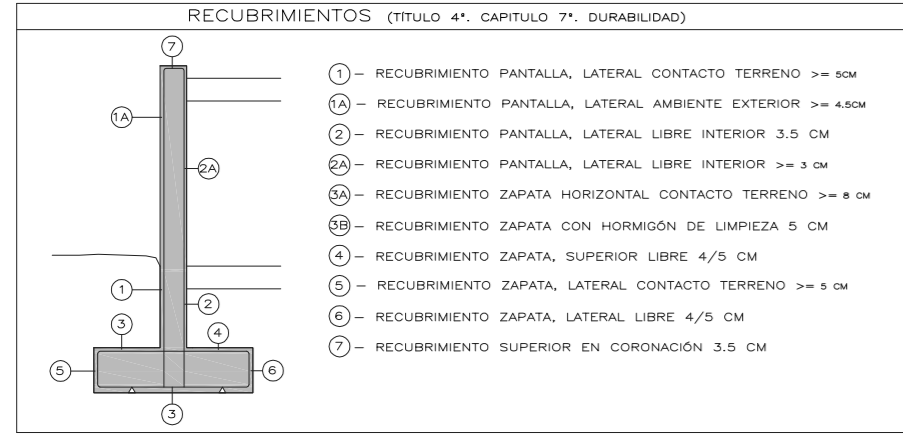 RECUBRIMIENTOS (TÍTULO 4º. CAPITULO 7º. DURABILIDAD)
7
1A
2A
1
2
3
4
5
6
3
1 – RECUBRIMIENTO PANTALLA, LATERAL CONTACTO TERRENO >= 5CM
1A – RECUBRIMIENTO PANTALLA, LATERAL AMBIENTE EXTERIOR >= 4.5CM
2 – RECUBRIMIENTO PANTALLA, LATERAL LIBRE INTERIOR 3.5 CM
2A – RECUBRIMIENTO PANTALLA, LATERAL LIBRE INTERIOR >= 3 CM
3A – RECUBRIMIENTO ZAPATA HORIZONTAL CONTACTO TERRENO >= 8 CM
3B – RECUBRIMIENTO ZAPATA CON HORMIGÓN DE LIMPIEZA 5 CM
4 – RECUBRIMIENTO ZAPATA, SUPERIOR LIBRE 4/5 CM
5 – RECUBRIMIENTO ZAPATA, LATERAL CONTACTO TERRENO >= 5 CM
6 – RECUBRIMIENTO ZAPATA, LATERAL LIBRE 4/5 CM
7 – RECUBRIMIENTO SUPERIOR EN CORONACIÓN 3.5 CM